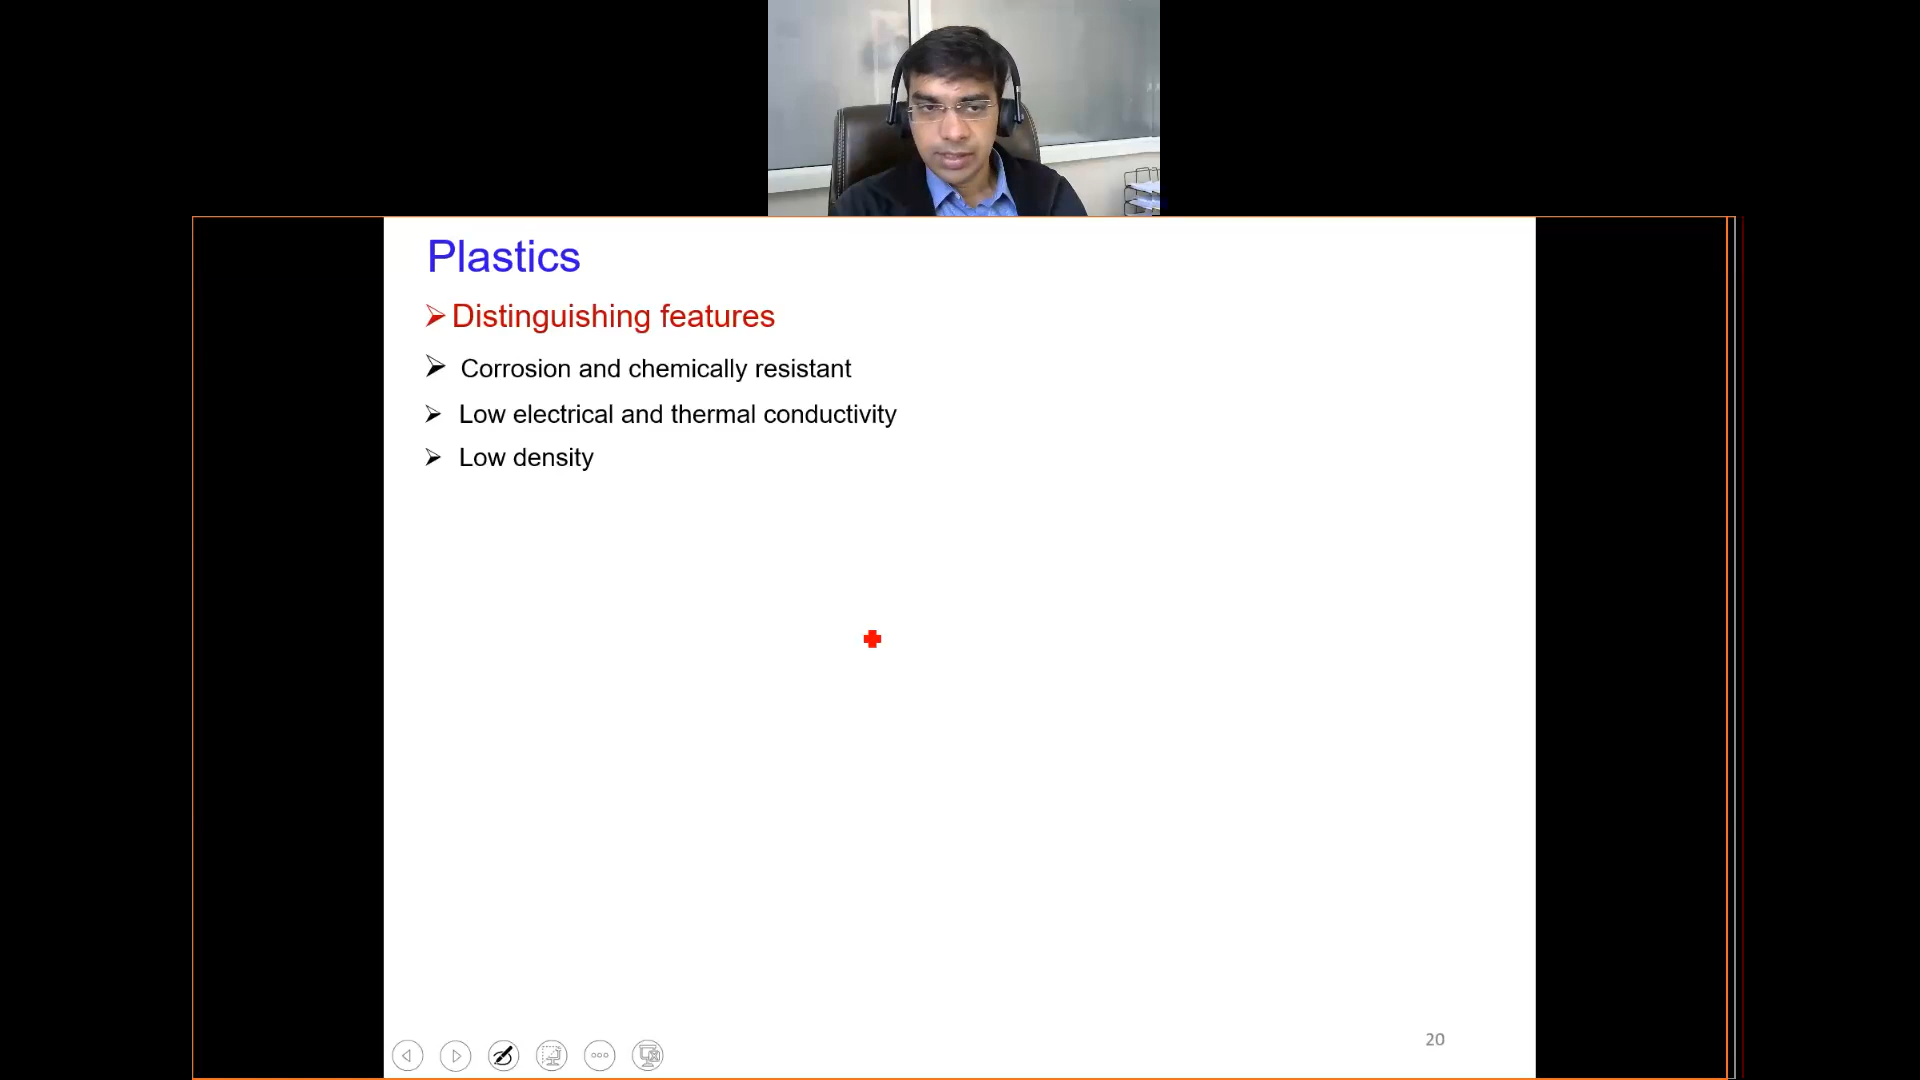 Plastics
➢ Distinguishing features
➢ Corrosion and chemically resistant
➢ Low electrical and thermal conductivity
➢ Low density
20